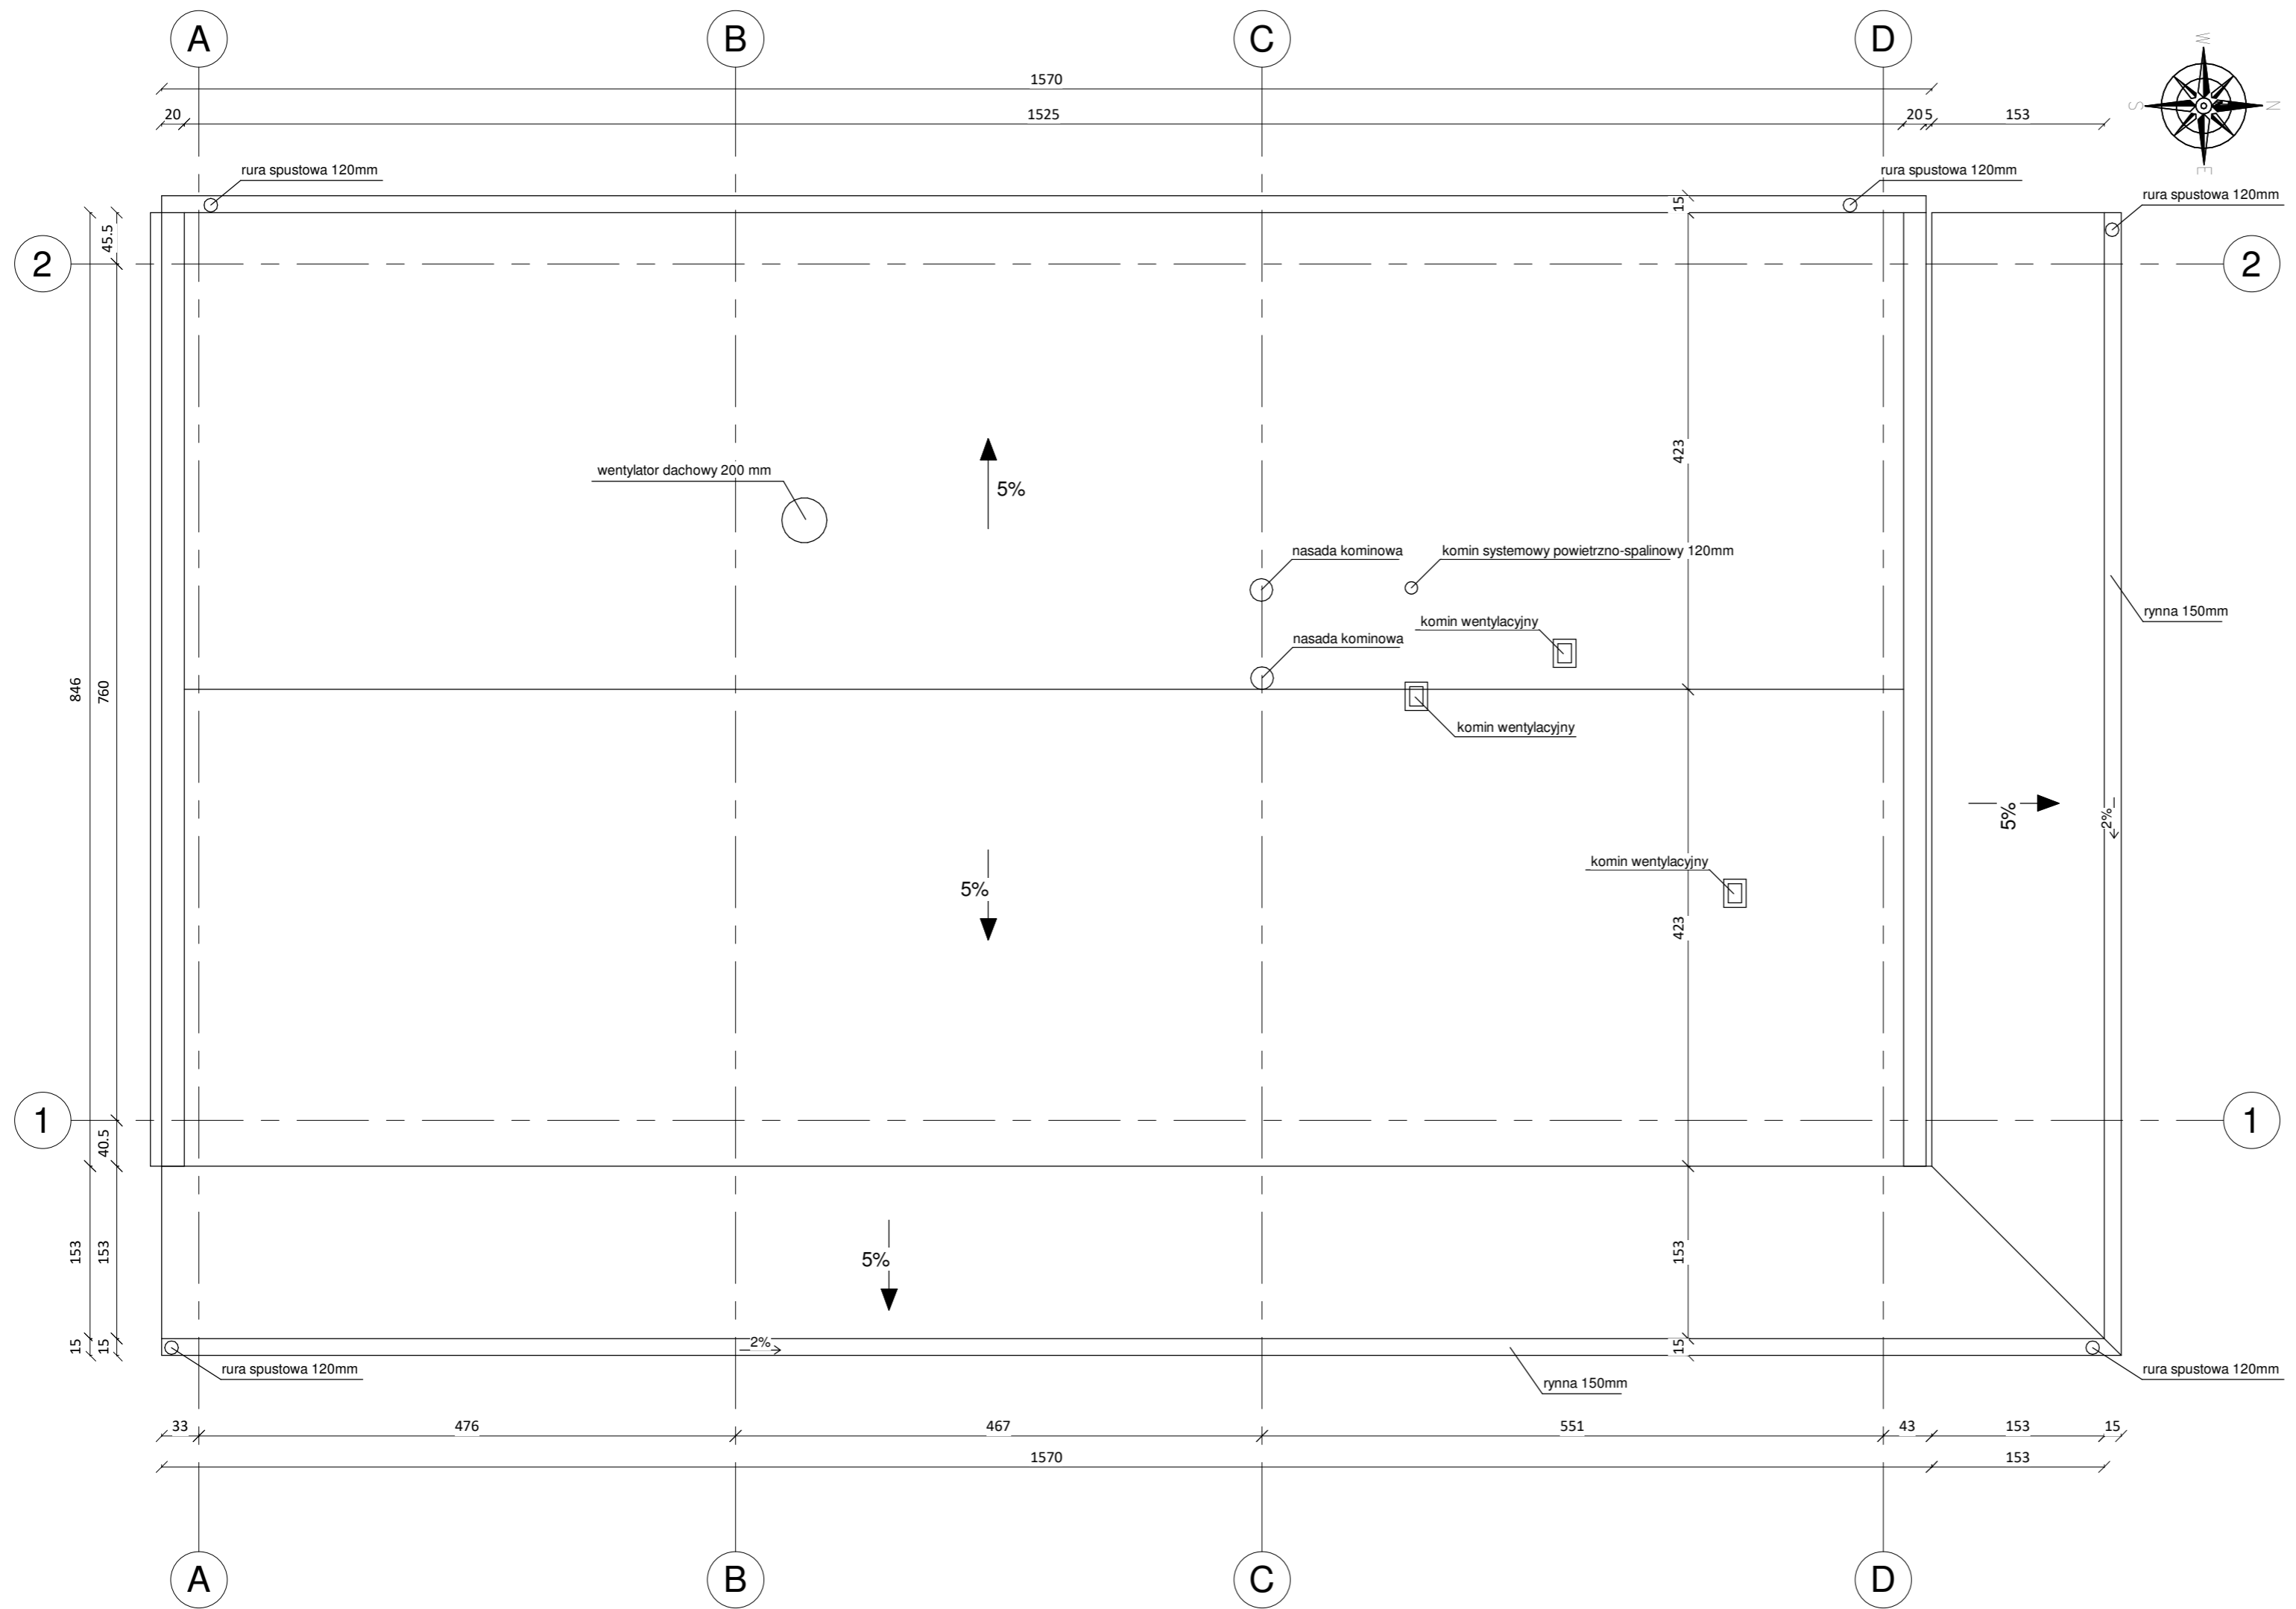 A B C D
W
1570
S N
20 1525 20 5 153
E
rura spustowa 120mm
rura spustowa 120mm
rura spustowa 120mm
15
45.5
2 2
423
wentylator dachowy 200 mm
5%
nasada kominowa
komin systemowy powietrzno-spalinowy 120mm
rynna 150mm
komin wentylacyjny
nasada kominowa
846 760
komin wentylacyjny
5%
2%
komin wentylacyjny
5%
423
1 1
40.5
153 153
5%
153
15 15
2%
15
rura spustowa 120mm
rynna 150mm
rura spustowa 120mm
33 476 467 551 43 153 15
1570 153
A B C D